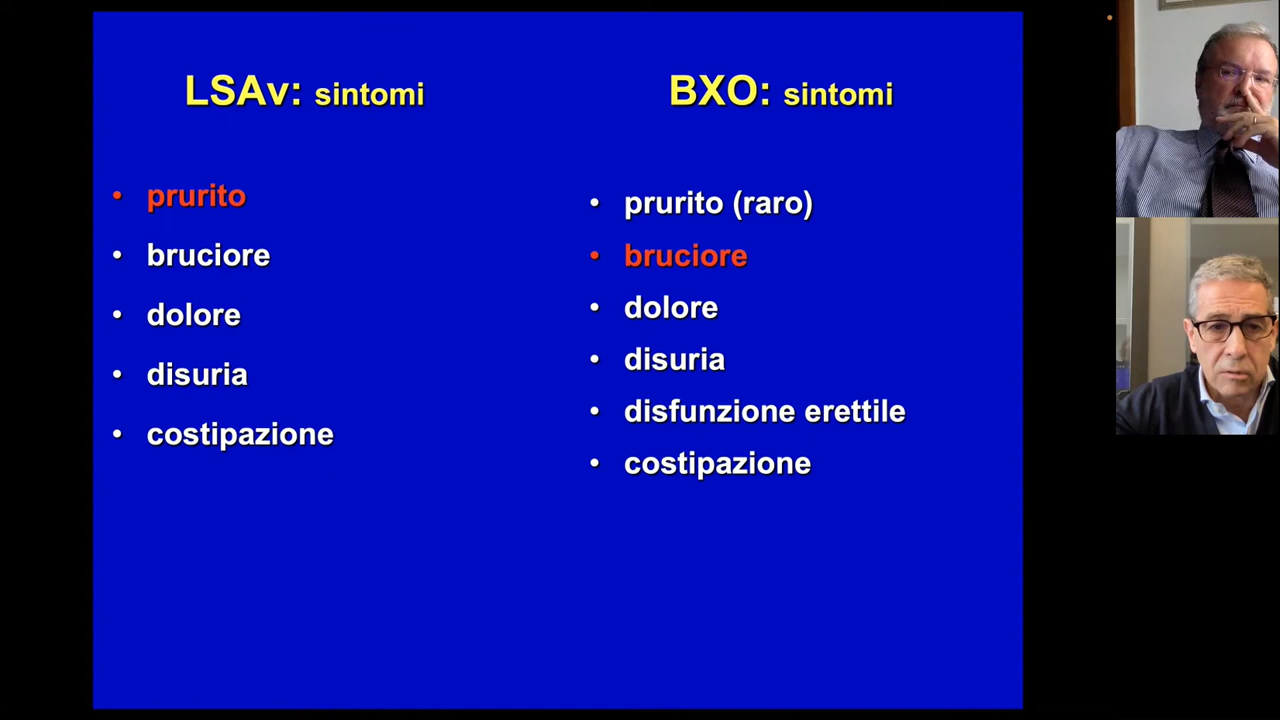 LSAv: sintomi
• prurito
• bruciore
• dolore
• disuria
• costipazione
BXO: sintomi
• prurito (raro)
• bruciore
• dolore
• disuria
• disfunzione erettile
• costipazione